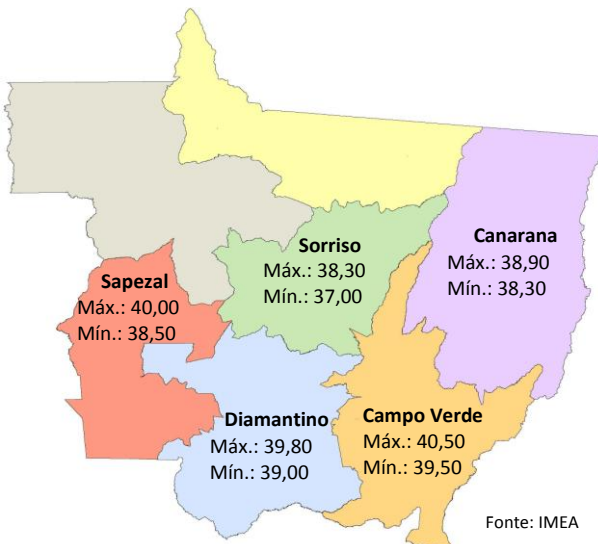 Sorriso
Máx.: 38,30
Mín.: 37,00
Canarana
Máx.: 38,90
Mín.: 38,30
Sapezal
Máx.: 40,00
Mín.: 38,50
Diamantino
Máx.: 39,80
Mín.: 39,00
Campo Verde
Máx.: 40,50
Mín.: 39,50
Fonte: IMEA